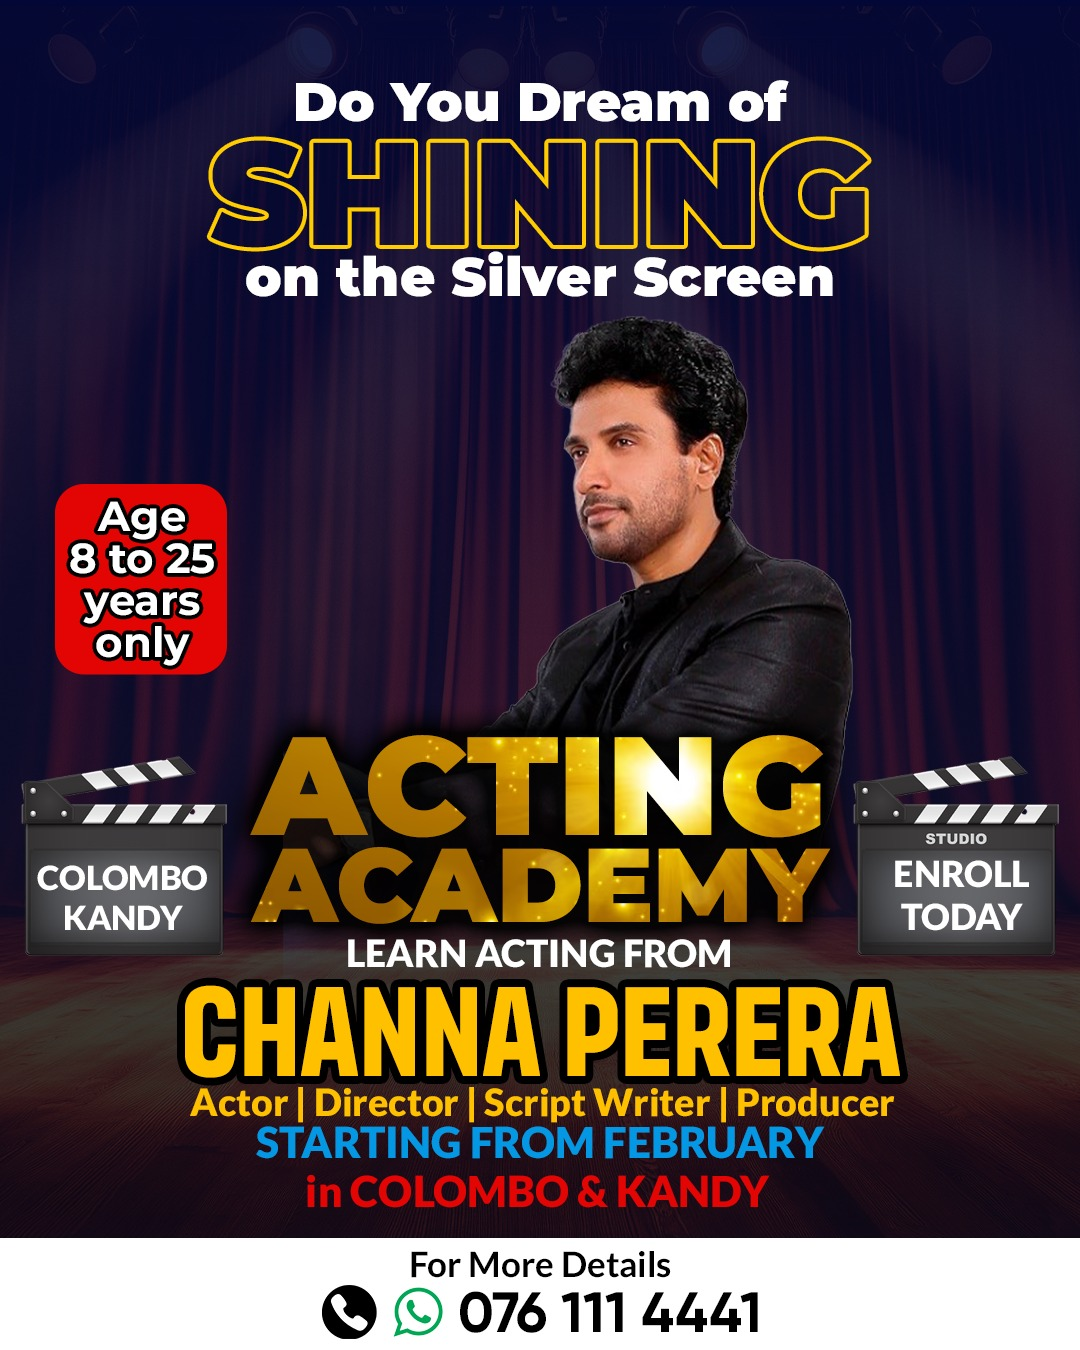 Do You Dream of
SHINING
on the Silver Screen
Age
8 to 25
years
only
ACTING
ACADEMY
COLOMBO
KANDY
STUDIO
ENROLL
TODAY
LEARN ACTING FROM
CHANNA PERERA
Actor | Director | Script Writer | Producer
STARTING FROM FEBRUARY
in COLOMBO & KANDY
For More Details
076 111 4441